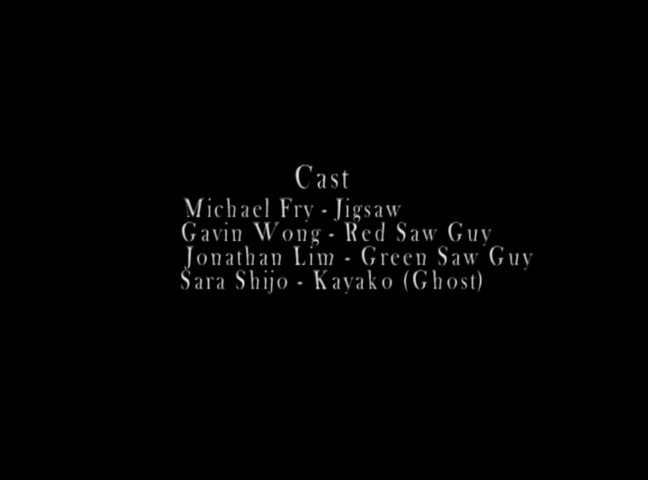 Cast
Michael Fry - Jigsaw
Gavin Wong - Red Saw Guy
Jonathan Lim - Green Saw Guy
Sara Shijo - Kayako (Ghost)